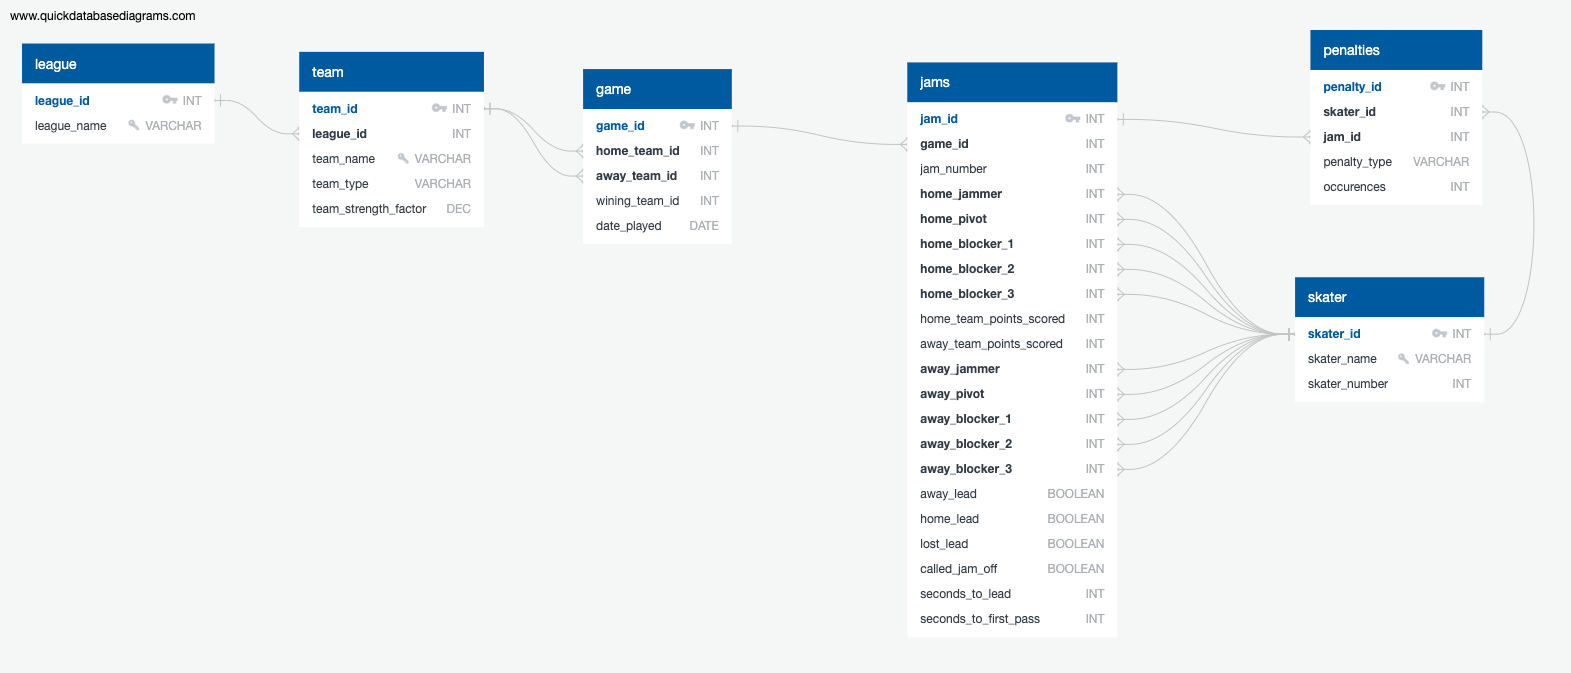 www.quickdatabasediagrams.com
league
league_id INT
league_name VARCHAR
team
team_id INT
league_id INT
team_name VARCHAR
team_type VARCHAR
team_strength_factor DEC
game
game_id INT
home_team_id INT
away_team_id INT
wining_team_id INT
date_played DATE
jams
jam_id INT
game_id INT
jam_number INT
home_jammer INT
home_pivot INT
home_blocker_1 INT
home_blocker_2 INT
home_blocker_3 INT
home_team_points_scored INT
away_team_points_scored INT
away_jammer INT
away_pivot INT
away_blocker_1 INT
away_blocker_2 INT
away_blocker_3 INT
away_lead BOOLEAN
home_lead BOOLEAN
lost_lead BOOLEAN
called_jam_off BOOLEAN
seconds_to_lead INT
seconds_to_first_pass INT
penalties
penalty_id INT
skater_id INT
jam_id INT
penalty_type VARCHAR
occurences INT
skater
skater_id INT
skater_name VARCHAR
skater_number INT